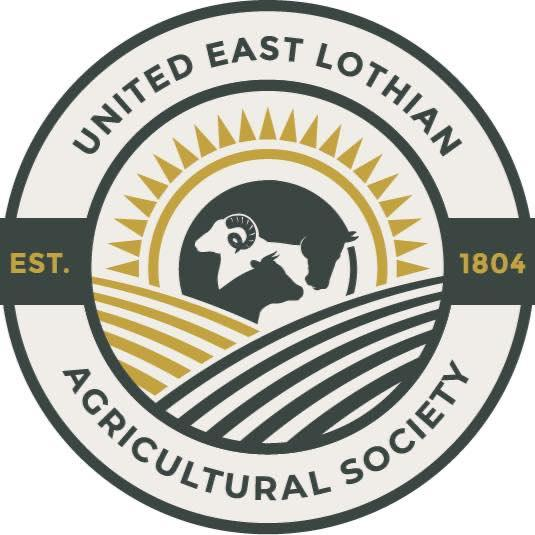 UNITED EAST LOTHIAN
EST. 1804
AGRICULTURAL SOCIETY